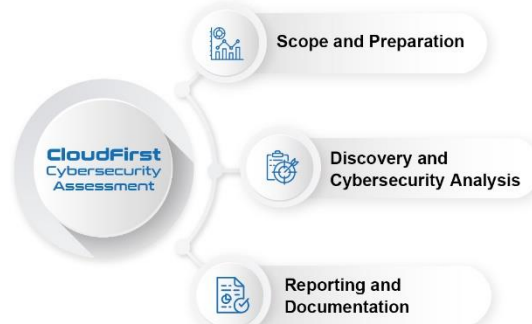 Scope and Preparation
CloudFirst
Cybersecurity
Assessment
Discovery and
Cybersecurity Analysis
Reporting and
Documentation